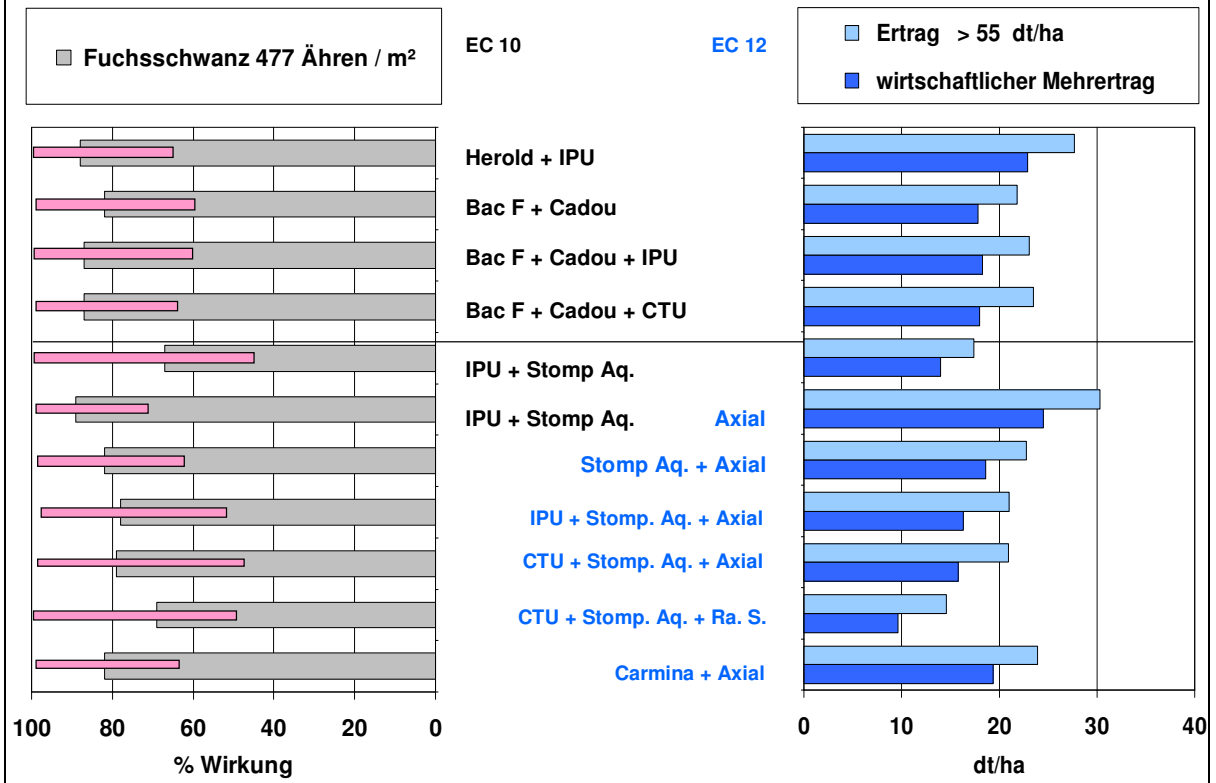 Fuchsschwanz 477 Ähren / m²
EC 10 EC 12
Ertrag > 55 dt/ha
wirtschaftlicher Mehrertrag
Herold + IPU
Bac F + Cadou
Bac F + Cadou + IPU
Bac F + Cadou + CTU
IPU + Stomp Aq.
IPU + Stomp Aq. Axial
Stomp Aq. + Axial
IPU + Stomp. Aq. + Axial
CTU + Stomp. Aq. + Axial
CTU + Stomp. Aq. + Ra. S.
Carmina + Axial
100 80 60 40 20 0
% Wirkung
0 10 20 30 40
dt/ha